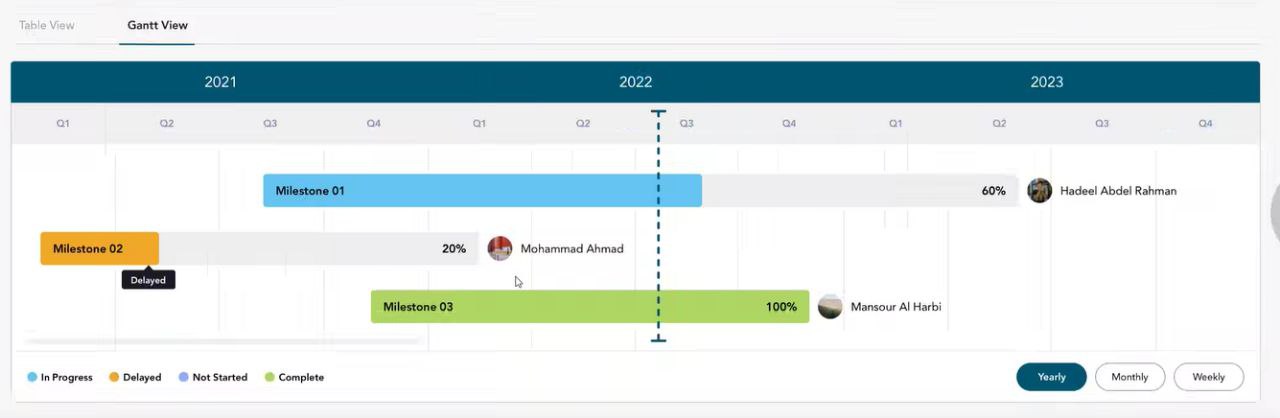 Table View Gantt View
2021 2022 2023
Q1 Q2 Q3 Q4 Q1 Q2 Q3 Q4 Q1 Q2 Q3 Q4
Milestone 01 60% Hadeel Abdel Rahman
Milestone 02 20% Mohammad Ahmad
Delayed
Milestone 03 100% Mansour Al Harbi
In Progress Delayed Not Started Complete Yearly Monthly Weekly